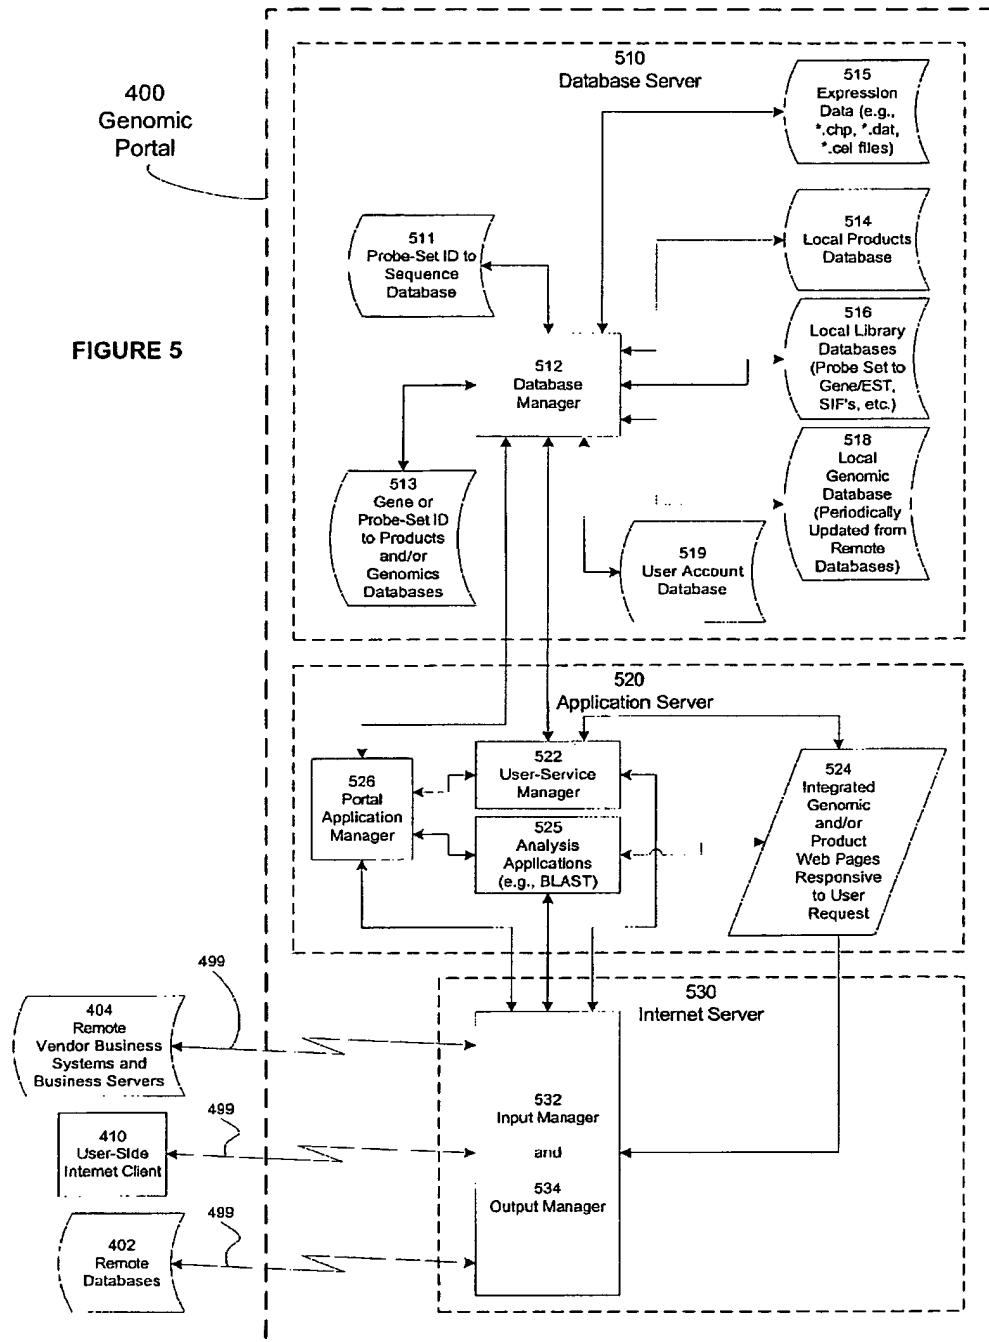 510
Database Server
400
Genomic
Portal
515
Expression
Data (e.g.,
*.chp, *.dat,
*.cel files)
511
Probe-Set ID to
Sequence
Database
514
Local Products
Database
FIGURE 5
512
Database
Manager
516
Local Library
Databases
(Probe Set to
Gene/EST,
SIF's, etc.)
513
Gene or
Probe-Set ID
to Products
and/or
Genomics
Databases
518
Local
Genomic
Database
(Periodically
Updated from
Remote
Databases)
519
User Account
Database
520
Application Server
522
User-Service
Manager
526
Portal
Application
Manager
525
Analysis
Applications
(e.g., BLAST)
524
Integrated
Genomic
and/or
Product
Web Pages
Responsive
to User
Request
499
404
Remote
Vendor Business
Systems and
Business Servers
530
Internet Server
499
410
User-Side
Internet Client
532
Input Manager
and
534
Output Manager
499
402
Remote
Databases